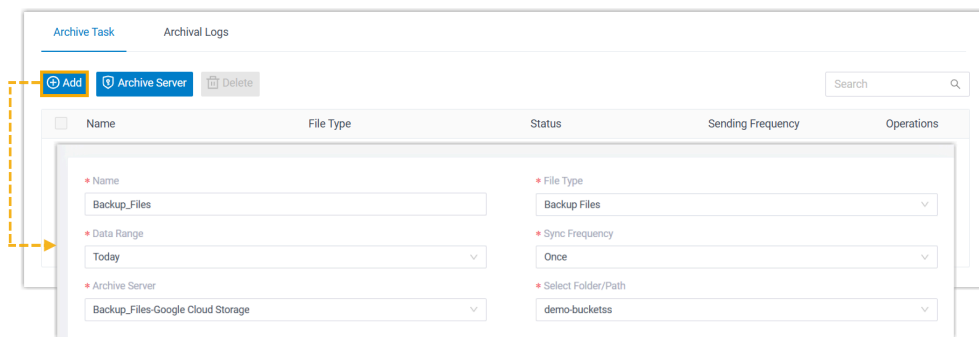 Archive Task Archival Logs
Add Archive Server Delete Search
Name File Type Status Sending Frequency Operations
* Name * File Type
Backup_Files Backup Files
* Data Range * Sync Frequency
Today Once
* Archive Server * Select Folder/Path
Backup_Files-Google Cloud Storage demo-bucketss